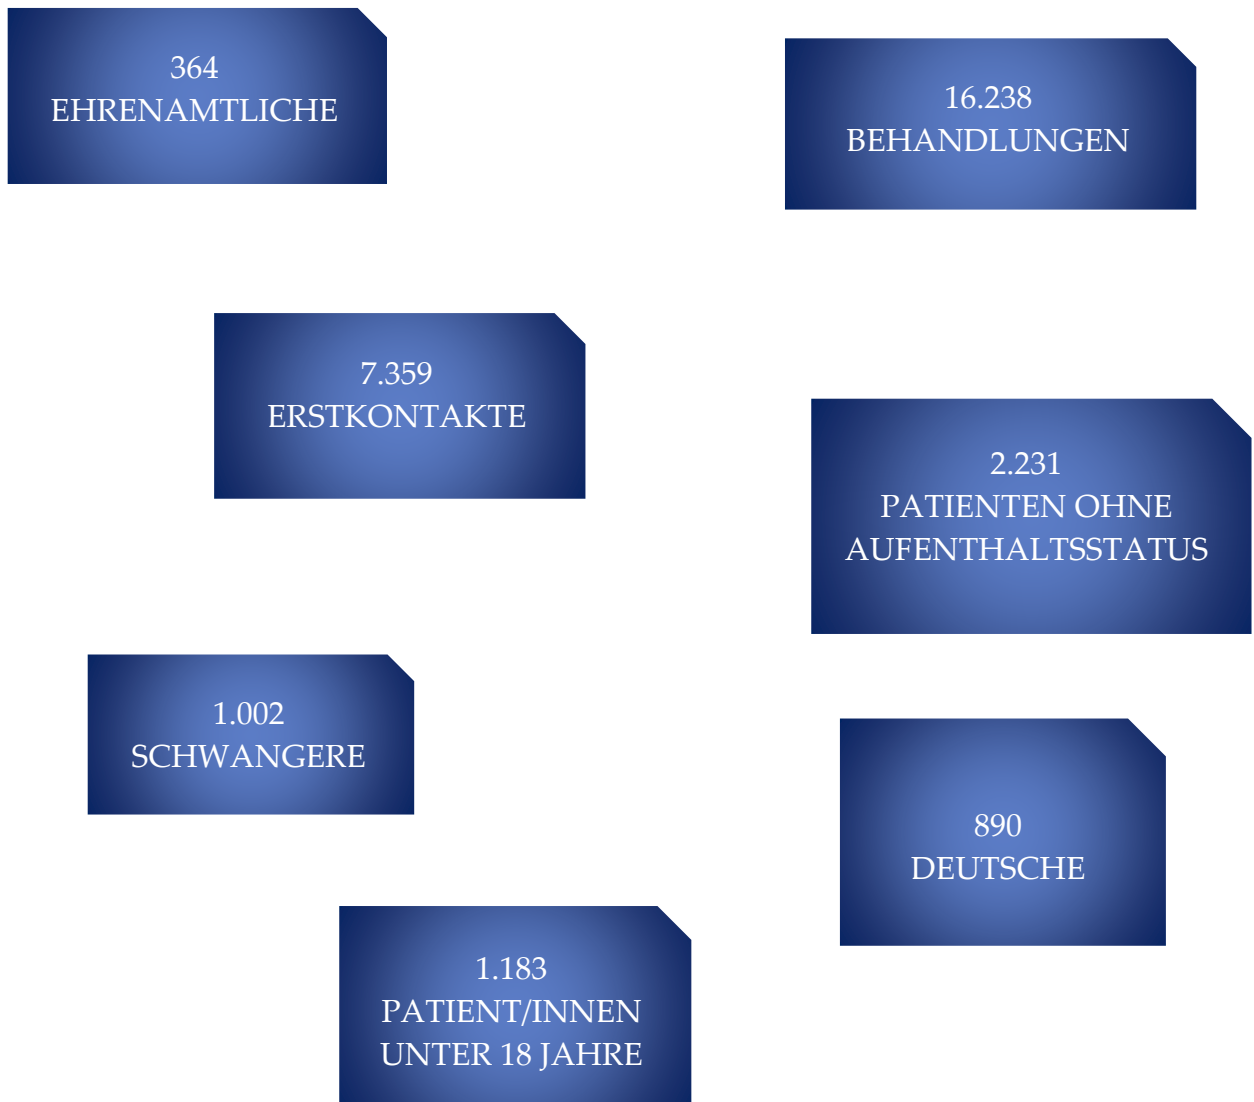 364
EHRENAMTLICHE
16.238
BEHANDLUNGEN
7.359
ERSTKONTAKTE
2.231
PATIENTEN OHNE
AUFENTHALTSSTATUS
1.002
SCHWANGERE
890
DEUTSCHE
1.183
PATIENT/INNEN
UNTER 18 JAHRE